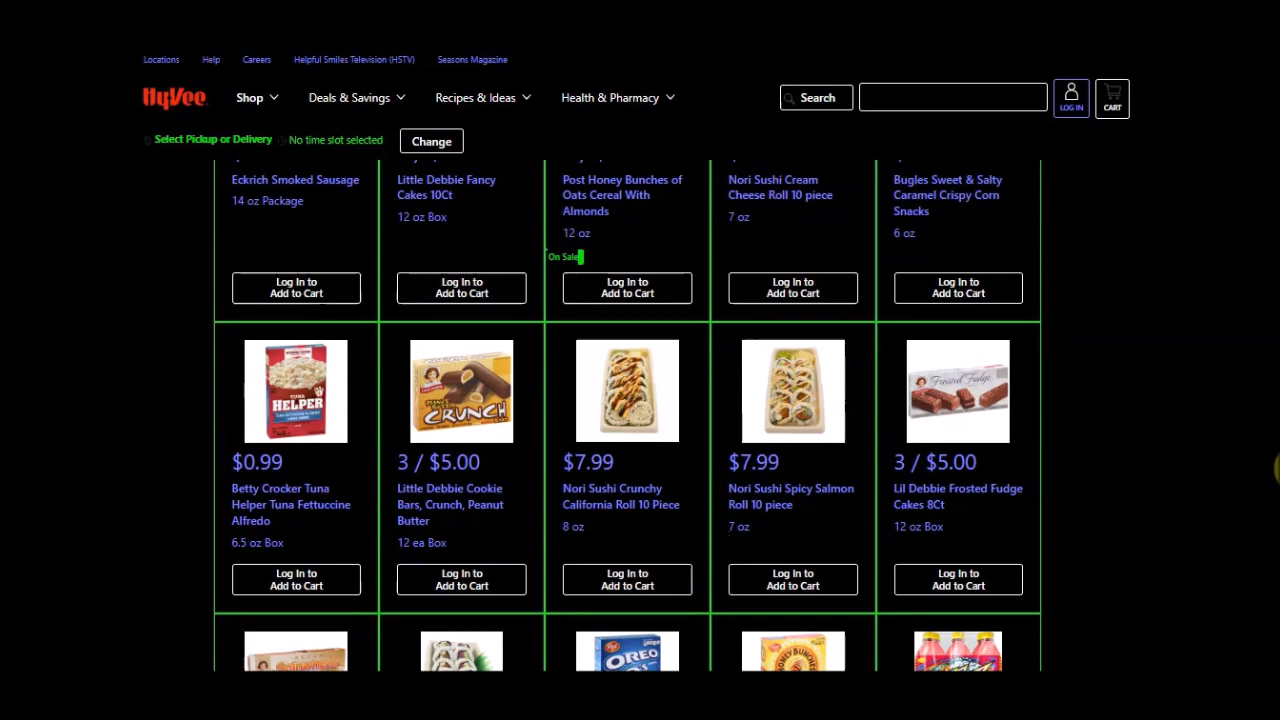 Locations Help Careers Helpful Smiles Television (HSTV) Seasons Magazine
HyVee Shop Deals & Savings Recipes & Ideas Health & Pharmacy Search LOG IN CART
Select Pickup or Delivery No time slot selected Change
Eckrich Smoked Sausage
14 oz Package
Log In to
Add to Cart
Little Debbie Fancy
Cakes 10Ct
12 oz Box
Log In to
Add to Cart
Post Honey Bunches of
Oats Cereal With
Almonds
12 oz
On Sale
Log In to
Add to Cart
Nori Sushi Cream
Cheese Roll 10 piece
7 oz
Log In to
Add to Cart
Bugles Sweet & Salty
Caramel Crispy Corn
Snacks
6 oz
Log In to
Add to Cart
TUNA
HELPER
$0.99
Betty Crocker Tuna
Helper Tuna Fettuccine
Alfredo
6.5 oz Box
Log In to
Add to Cart
CRUNCH
3 / $5.00
Little Debbie Cookie
Bars, Crunch, Peanut
Butter
12 ea Box
Log In to
Add to Cart
$7.99
Nori Sushi Crunchy
California Roll 10 Piece
8 oz
Log In to
Add to Cart
$7.99
Nori Sushi Spicy Salmon
Roll 10 piece
7 oz
Log In to
Add to Cart
Frosted Fudge
3 / $5.00
Lil Debbie Frosted Fudge
Cakes 8Ct
12 oz Box
Log In to
Add to Cart
OREO
HONEY BUNCHES